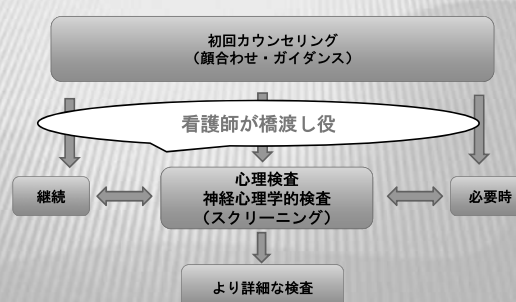 初回カウンセリング
（顔合わせ・ガイダンス）
看護師が橋渡し役
継続
心理検査
神経心理学的検査
（スクリーニング）
必要時
より詳細な検査